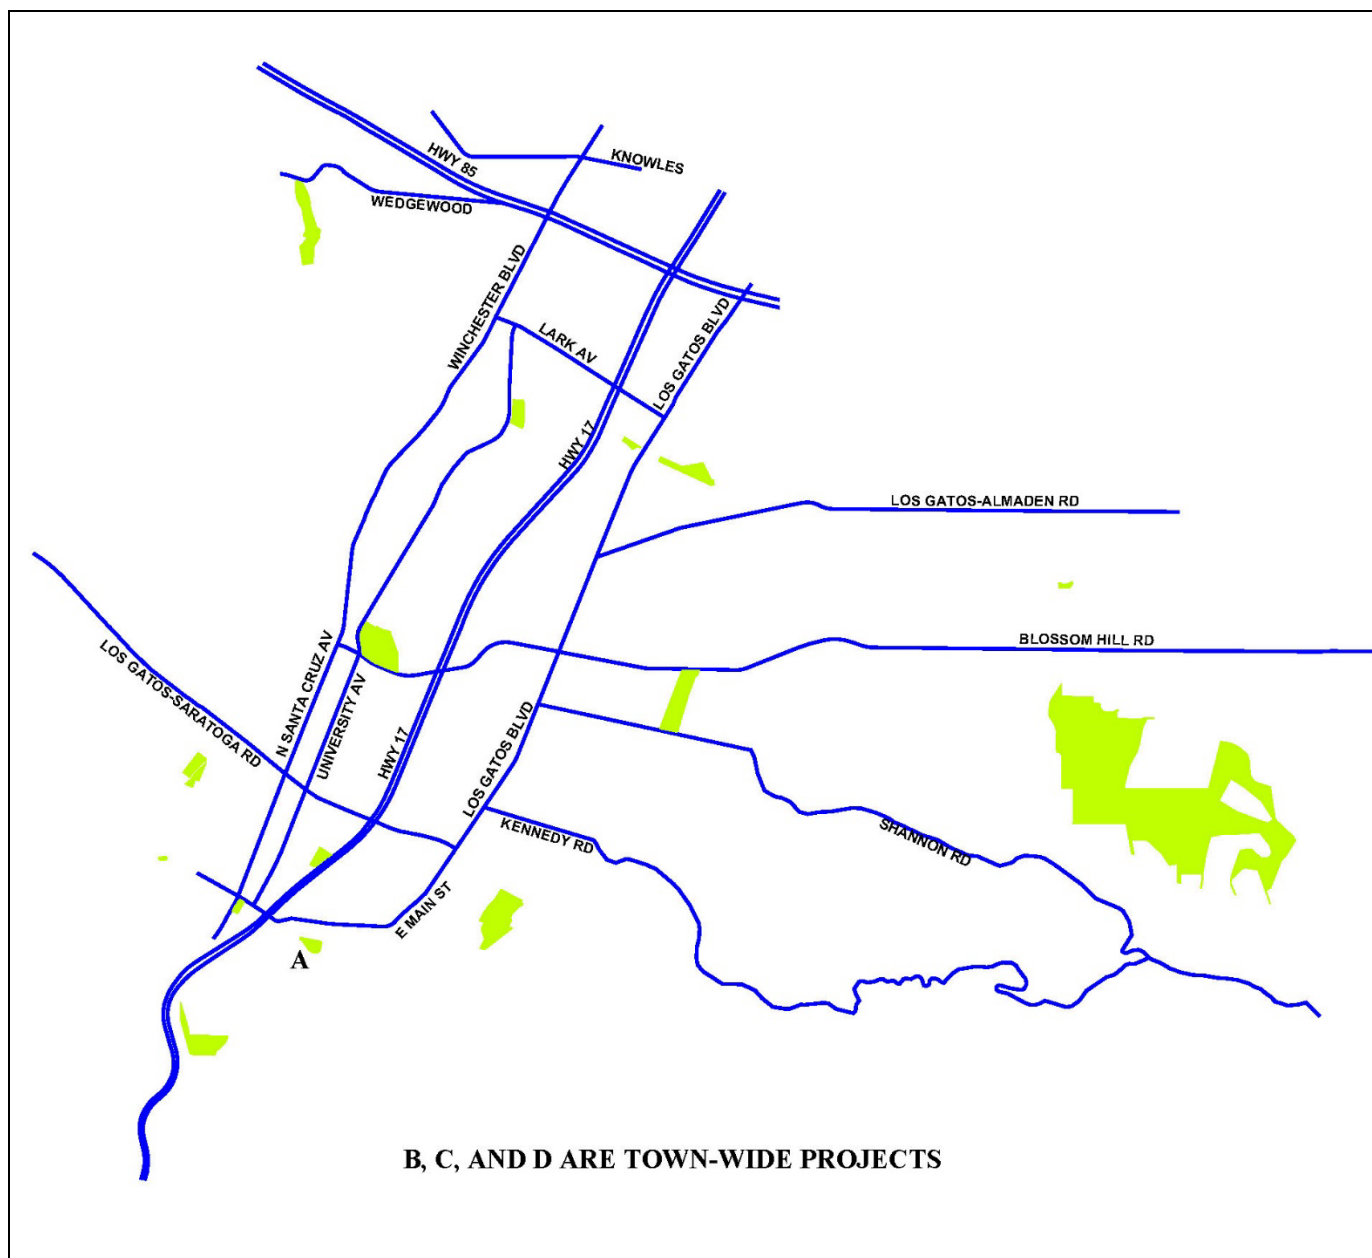 KNOWLES
HWY 85
WEDGEWOOD
WINCHESTER BLVD
LARK AV
LOS GATOS BLVD
HWY 17
LOS GATOS-ALMADEN RD
BLOSSOM HILL RD
LOS GATOS-SARATOGA RD
N SANTA CRUZ AV
UNIVERSITY AV
HWY 17
LOS GATOS BLVD
KENNEDY RD
SHANNON RD
E MAIN ST
A
B, C, AND D ARE TOWN-WIDE PROJECTS